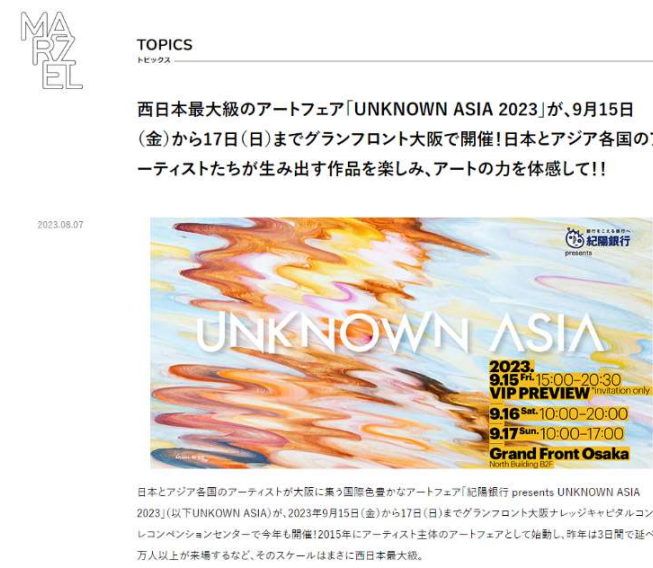 MARZEL
TOPICS
トピックス
西日本最大級のアートフェア「UNKNOWN ASIA 2023」が、9月15日
（金）から17日（日）までグランフロント大阪で開催！日本とアジア各国の
ーティストたちが生み出す作品を楽しみ、アートの力を体感して！！
2023.08.07
銀行をこえる銀行へ
紀陽銀行
presents
UNKNOWN ASIA
2023.
9.15 Fri. 15:00–20:30
VIP PREVIEW *invitation only
9.16 Sat. 10:00–20:00
9.17 Sun. 10:00–17:00
Grand Front Osaka
North Building B2F
日本とアジア各国のアーティストが大阪に集う国際色豊かなアートフェア「紀陽銀行 presents UNKNOWN ASIA
2023」（以下UNKNOWN ASIA）が、2023年9月15日（金）から17日（日）までグランフロント大阪ナレッジキャピタルコン
レコンベンションセンターで今年も開催！2015年にアーティスト主体のアートフェアとして始動し、昨年は3日間で延べ
万人以上が来場するなど、そのスケールはまさに西日本最大級。